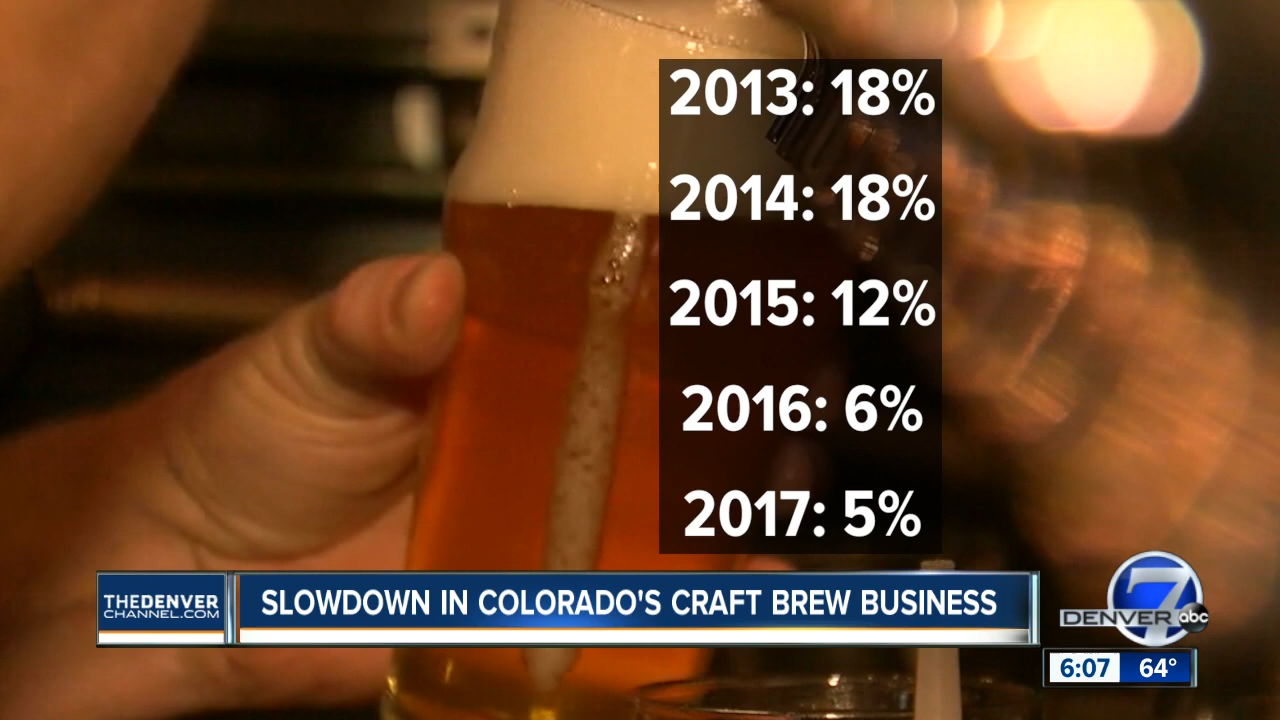 2013: 18%
2014: 18%
2015: 12%
2016: 6%
2017: 5%
THEDENVER
CHANNEL.COM
SLOWDOWN IN COLORADO'S CRAFT BREW BUSINESS
7
DENVER abc
6:07 64°